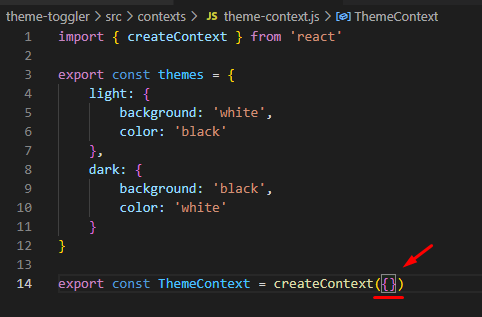 theme-toggler > src > contexts > JS theme-context.js > ThemeContext
1 import { createContext } from 'react'
2
3 export const themes = {
4 light: {
5 background: 'white',
6 color: 'black'
7 },
8 dark: {
9 background: 'black',
10 color: 'white'
11 }
12 }
13
14 export const ThemeContext = createContext({})